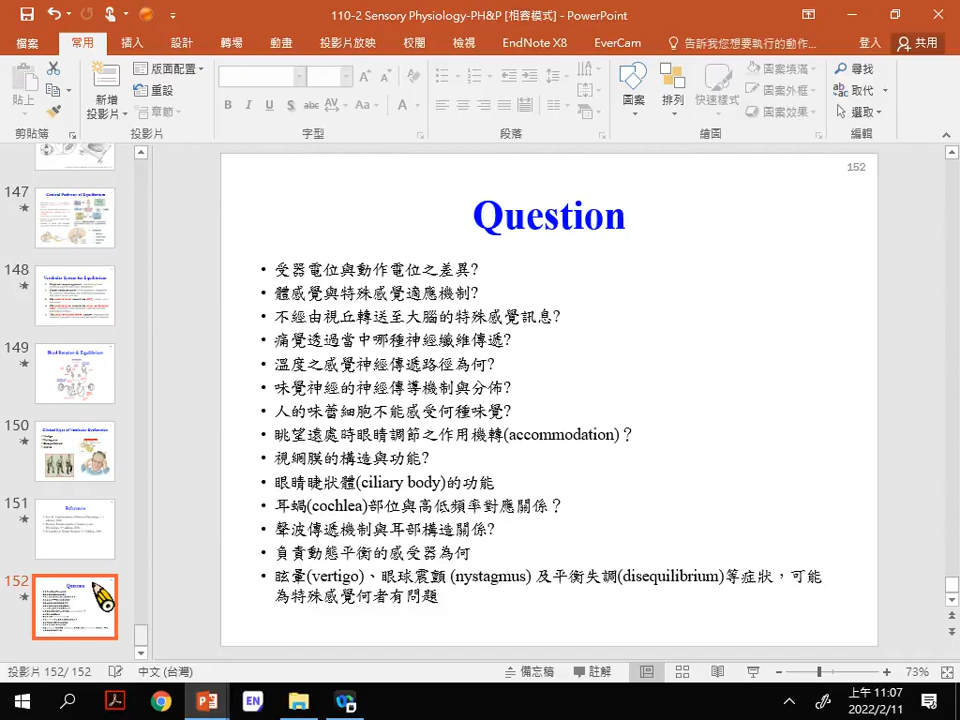 110-2 Sensory Physiology-PH&P [相容模式] - PowerPoint
檔案 常用 插入 設計 轉場 動畫 投影片放映 校閱 檢視 EndNote X8 EverCam 告訴我您想要執行的動作... 登入 共用
貼上 新增 投影片 版面配置 重設 章節 圖案 排列 快速樣式 圖案填滿 圖案外框 圖案效果 尋找 取代 選取
B I U S abc AV Aa A
剪貼簿 投影片 字型 段落 繪圖 編輯
147
General Pathway of Equilibrium
148
Vestibular System for Equilibrium
149
Head Rotation & Equilibrium
150
151
Reference
152
Question
152
Question
• 受器電位與動作電位之差異?
• 體感覺與特殊感覺適應機制?
• 不經由視丘轉送至大腦的特殊感覺訊息?
• 痛覺透過當中哪種神經纖維傳遞?
• 溫度之感覺神經傳遞路徑為何?
• 味覺神經的神經傳導機制與分佈?
• 人的味蕾細胞不能感受何種味覺?
• 眺望遠處時眼睛調節之作用機轉(accommodation)？
• 視網膜的構造與功能?
• 眼睛睫狀體(ciliary body)的功能
• 耳蝸(cochlea)部位與高低頻率對應關係？
• 聲波傳遞機制與耳部構造關係?
• 負責動態平衡的感受器為何
• 眩暈(vertigo)、眼球震顫 (nystagmus) 及平衡失調(disequilibrium)等症狀，可能
為特殊感覺何者有問題
投影片 152/ 152 中文 (台灣) 備忘稿 註解 73%
EN 上午 11:07
2022/2/11